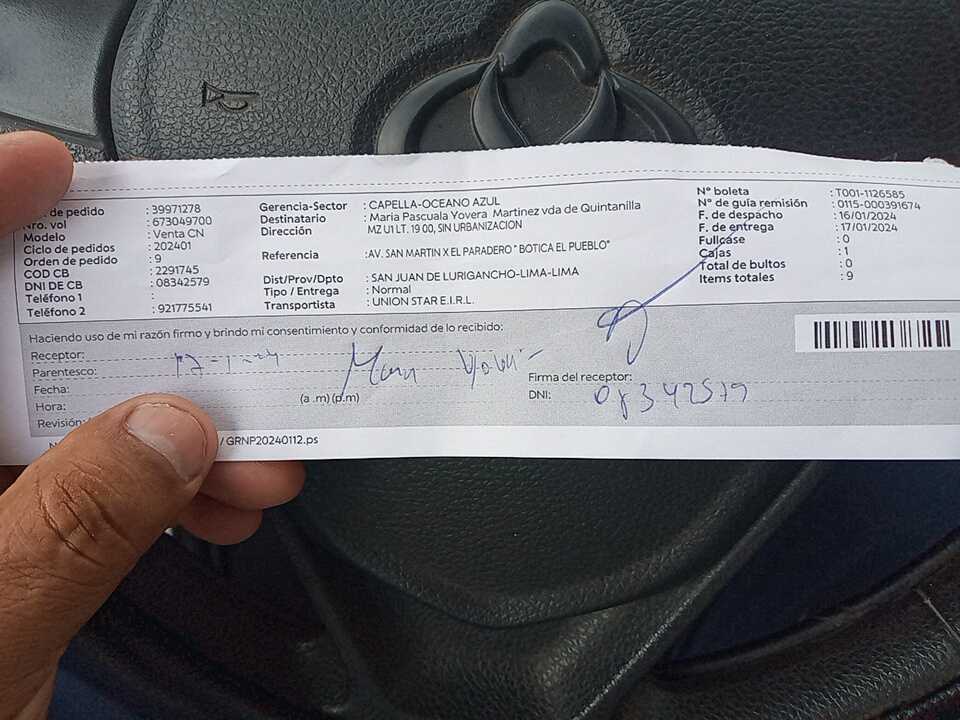 de pedido : 39971278
Nro. vol : 673049700
Modelo : Venta CN
Ciclo de pedidos : 202401
Orden de pedido : 9
COD CB : 2291745
DNI DE CB : 08342579
Teléfono 1 :
Teléfono 2 : 921775541
Gerencia-Sector : CAPELLA-OCEANO AZUL
Destinatario : Maria Pascuala Yovera Martinez vda de Quintanilla
Dirección MZ U1 LT. 19 00, SIN URBANIZACION
Referencia : AV. SAN MARTIN X EL PARADERO " BOTICA EL PUEBLO"
Dist/Prov/Dpto : SAN JUAN DE LURIGANCHO-LIMA-LIMA
Tipo / Entrega : Normal
Transportista : UNION STAR E.I.R.L.
N° boleta : T001-1126585
N° de guía remisión : 0115-000391674
F. de despacho : 16/01/2024
F. de entrega : 17/01/2024
Fullcase : 0
Cajas : 1
Total de bultos : 0
Items totales : 9
Haciendo uso de mi razón firmo y brindo mi consentimiento y conformidad de lo recibido:
Receptor:
Parentesco:
Fecha:
Hora: (a .m) (p.m)
Revisión:
Firma del receptor:
DNI: 08342579
/ GRNP20240112.ps